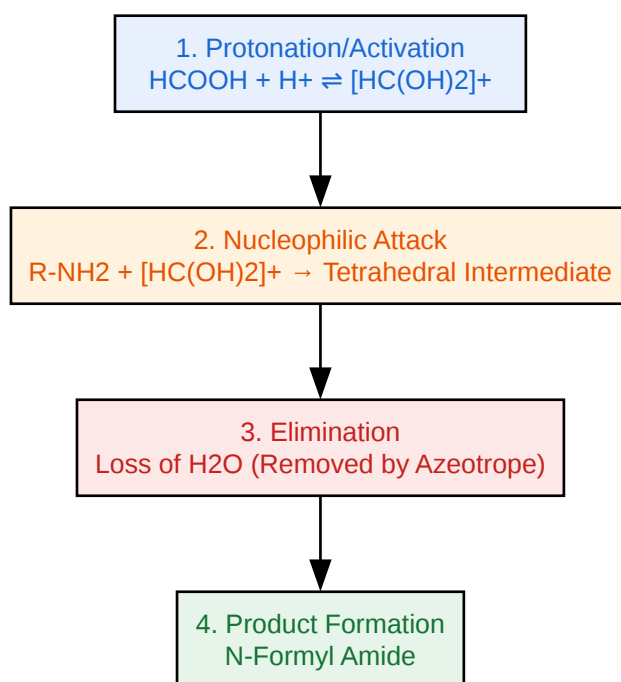 1. Protonation/Activation
HCOOH + H+ ⇌ [HC(OH)2]+
2. Nucleophilic Attack
R-NH2 + [HC(OH)2]+ → Tetrahedral Intermediate
3. Elimination
Loss of H2O (Removed by Azeotrope)
4. Product Formation
N-Formyl Amide